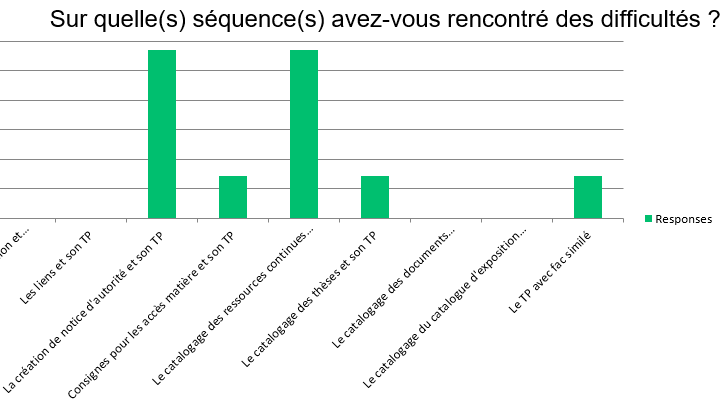 Sur quelle(s) séquence(s) avez-vous rencontré des difficultés ?
Responses
Les liens et son TP
La création de notice d'autorité et son TP
Consignes pour les accès matière et son TP
Le catalogage des ressources continues...
Le catalogage des thèses et son TP
Le catalogage des documents...
Le catalogage du catalogue d'exposition...
Le TP avec fac similé